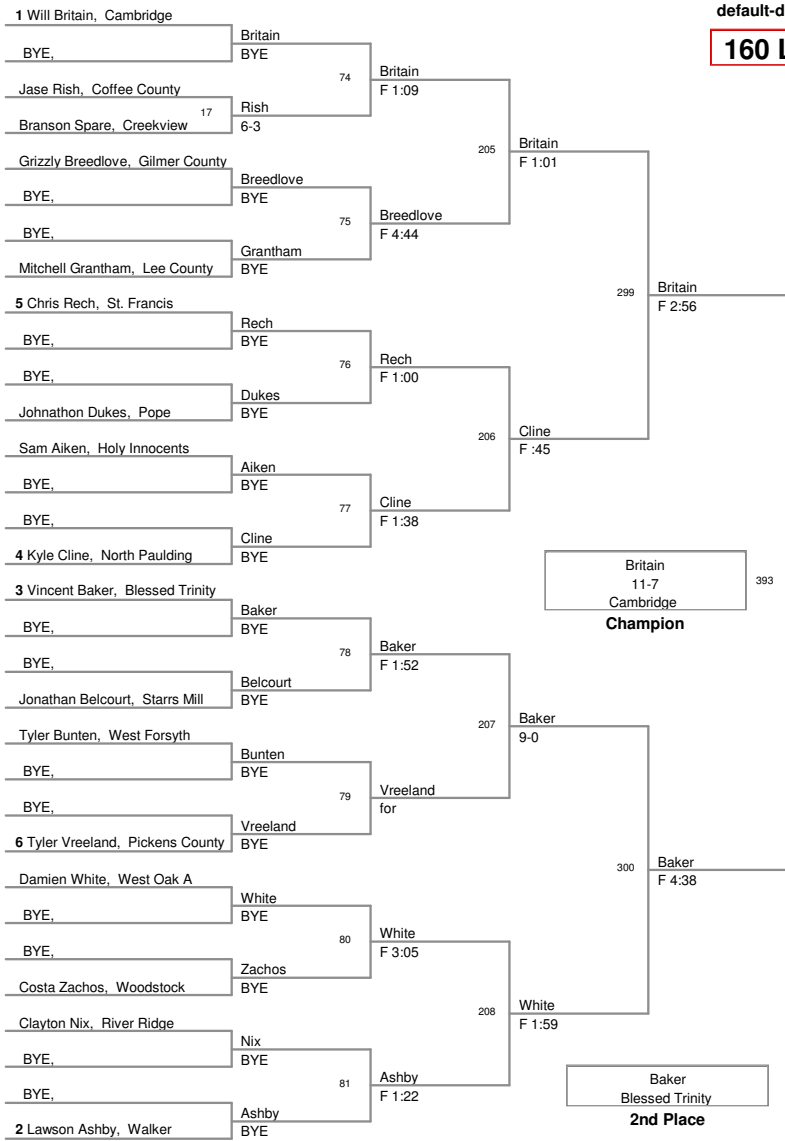 default-d
160 L
1 Will Britain, Cambridge
Britain
BYE,
BYE
74
Britain
F 1:09
Jase Rish, Coffee County
17
Rish
Branson Spare, Creekview
6-3
205
Britain
F 1:01
Grizzly Breedlove, Gilmer County
Breedlove
BYE,
BYE
75
Breedlove
F 4:44
BYE,
Grantham
Mitchell Grantham, Lee County
BYE
299
Britain
F 2:56
5 Chris Rech, St. Francis
Rech
BYE,
BYE
76
Rech
F 1:00
BYE,
Dukes
Johnathon Dukes, Pope
BYE
206
Cline
F :45
Sam Aiken, Holy Innocents
Aiken
BYE,
BYE
77
Cline
F 1:38
BYE,
Cline
4 Kyle Cline, North Paulding
BYE
Britain
11-7
Cambridge
393
Champion
3 Vincent Baker, Blessed Trinity
Baker
BYE,
BYE
78
Baker
F 1:52
BYE,
Belcourt
Jonathan Belcourt, Starrs Mill
BYE
207
Baker
9-0
Tyler Bunten, West Forsyth
Bunten
BYE,
BYE
79
Vreeland
for
BYE,
Vreeland
6 Tyler Vreeland, Pickens County
BYE
300
Baker
F 4:38
Damien White, West Oak A
White
BYE,
BYE
80
White
F 3:05
BYE,
Zachos
Costa Zachos, Woodstock
BYE
208
White
F 1:59
Clayton Nix, River Ridge
Nix
BYE,
BYE
81
Ashby
F 1:22
BYE,
Ashby
2 Lawson Ashby, Walker
BYE
Baker
Blessed Trinity
2nd Place